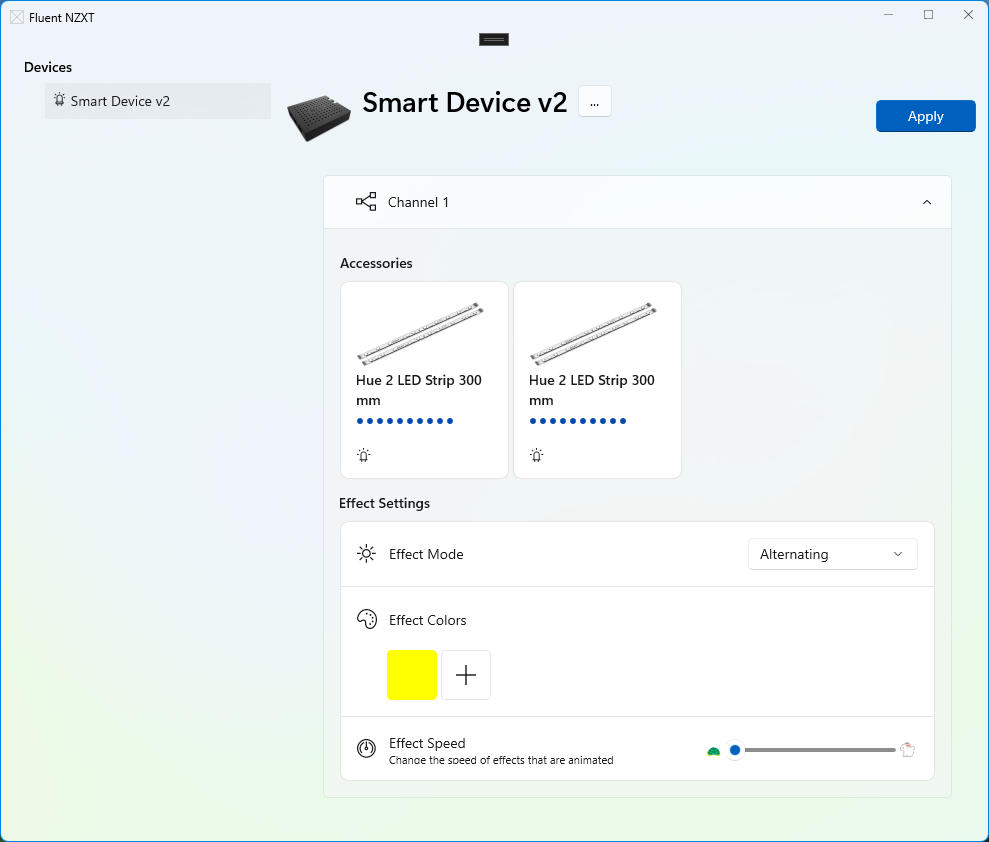 Fluent NZXT
Devices
Smart Device v2
Smart Device v2
...
Apply
Channel 1
Accessories
Hue 2 LED Strip 300
mm
Hue 2 LED Strip 300
mm
Effect Settings
Effect Mode
Alternating
Effect Colors
Effect Speed
Change the speed of effects that are animated